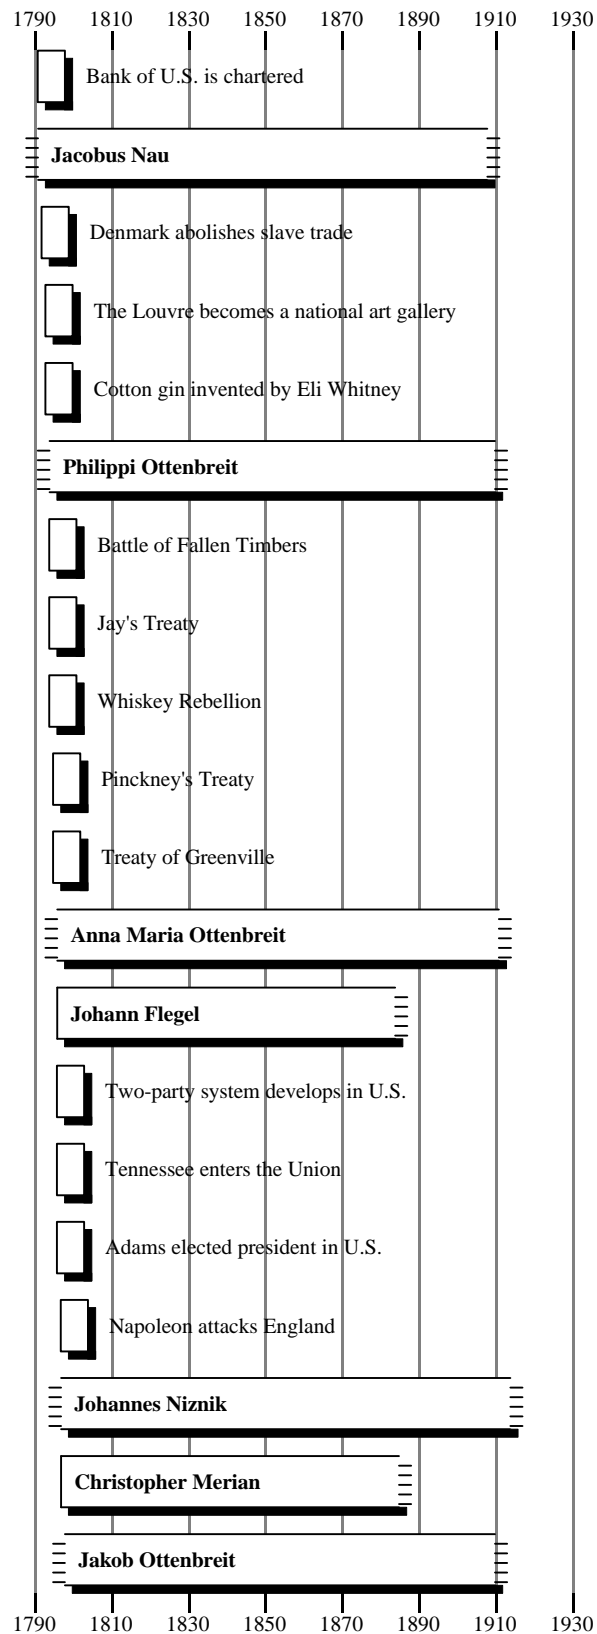 1790 1810 1830 1850 1870 1890 1910 1930
Bank of U.S. is chartered
Jacobus Nau
Denmark abolishes slave trade
The Louvre becomes a national art gallery
Cotton gin invented by Eli Whitney
Philippi Ottenbreit
Battle of Fallen Timbers
Jay's Treaty
Whiskey Rebellion
Pinckney's Treaty
Treaty of Greenville
Anna Maria Ottenbreit
Johann Flegel
Two-party system develops in U.S.
Tennessee enters the Union
Adams elected president in U.S.
Napoleon attacks England
Johannes Niznik
Christopher Merian
Jakob Ottenbreit
1790 1810 1830 1850 1870 1890 1910 1930